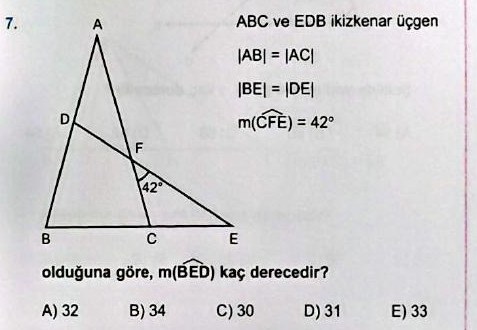 7.
ABC ve EDB ikizkenar üçgen
|AB| = |AC|
|BE| = |DE|
m(CFE) = 42°
A
D
F
42°
B
C
E
olduğuna göre, m(BED) kaç derecedir?
A) 32 B) 34 C) 30 D) 31 E) 33